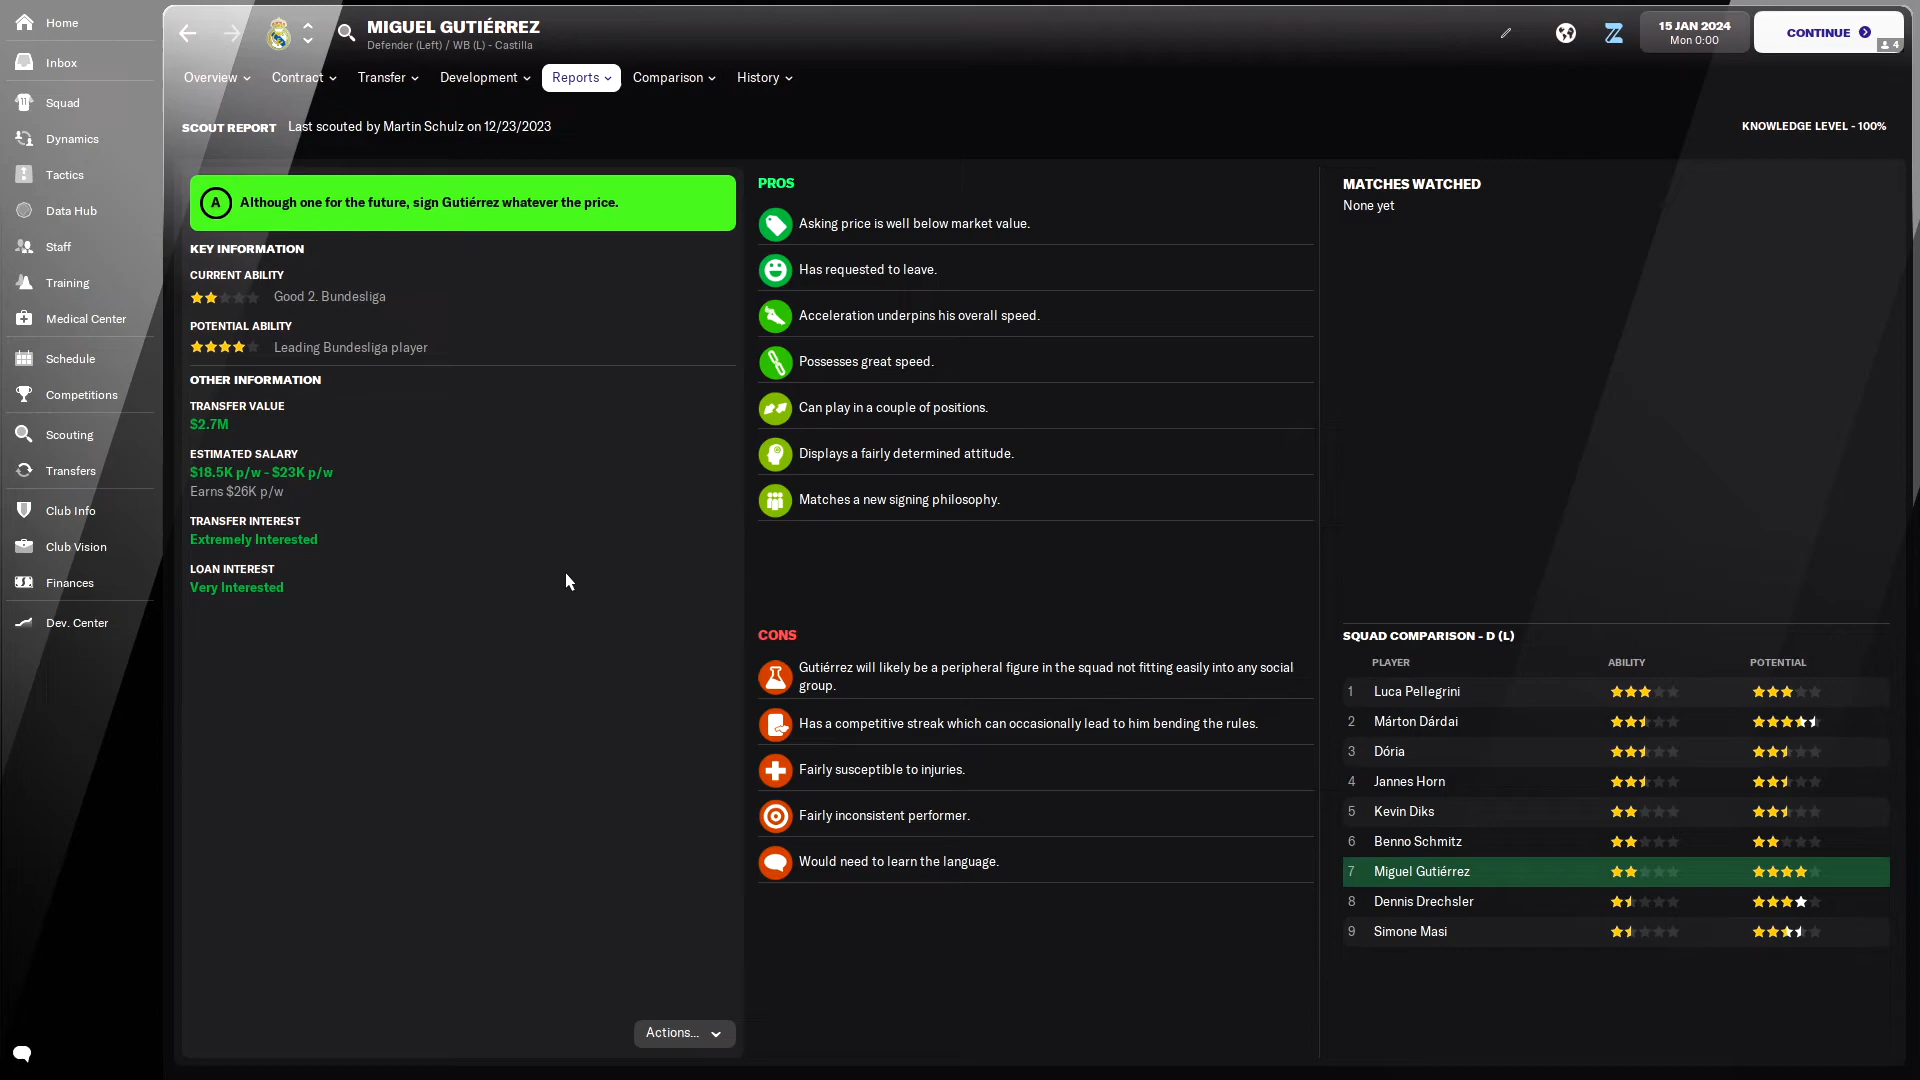 Home
Inbox
Squad
Dynamics
Tactics
Data Hub
Staff
Training
Medical Center
Schedule
Competitions
Scouting
Transfers
Club Info
Club Vision
Finances
Dev. Center
MIGUEL GUTIÉRREZ
Defender (Left) / WB (L) - Castilla
15 JAN 2024
Mon 0:00
CONTINUE
4
Overview
Contract
Transfer
Development
Reports
Comparison
History
SCOUT REPORT Last scouted by Martin Schulz on 12/23/2023
KNOWLEDGE LEVEL - 100%
A Although one for the future, sign Gutiérrez whatever the price.
KEY INFORMATION
CURRENT ABILITY
Good 2. Bundesliga
POTENTIAL ABILITY
Leading Bundesliga player
OTHER INFORMATION
TRANSFER VALUE
$2.7M
ESTIMATED SALARY
$18.5K p/w - $23K p/w
Earns $26K p/w
TRANSFER INTEREST
Extremely Interested
LOAN INTEREST
Very Interested
Actions...
PROS
Asking price is well below market value.
Has requested to leave.
Acceleration underpins his overall speed.
Possesses great speed.
Can play in a couple of positions.
Displays a fairly determined attitude.
Matches a new signing philosophy.
CONS
Gutiérrez will likely be a peripheral figure in the squad not fitting easily into any social
group.
Has a competitive streak which can occasionally lead to him bending the rules.
Fairly susceptible to injuries.
Fairly inconsistent performer.
Would need to learn the language.
MATCHES WATCHED
None yet
SQUAD COMPARISON - D (L)
PLAYER ABILITY POTENTIAL
1 Luca Pellegrini
2 Márton Dárdai
3 Dória
4 Jannes Horn
5 Kevin Diks
6 Benno Schmitz
7 Miguel Gutiérrez
8 Dennis Drechsler
9 Simone Masi